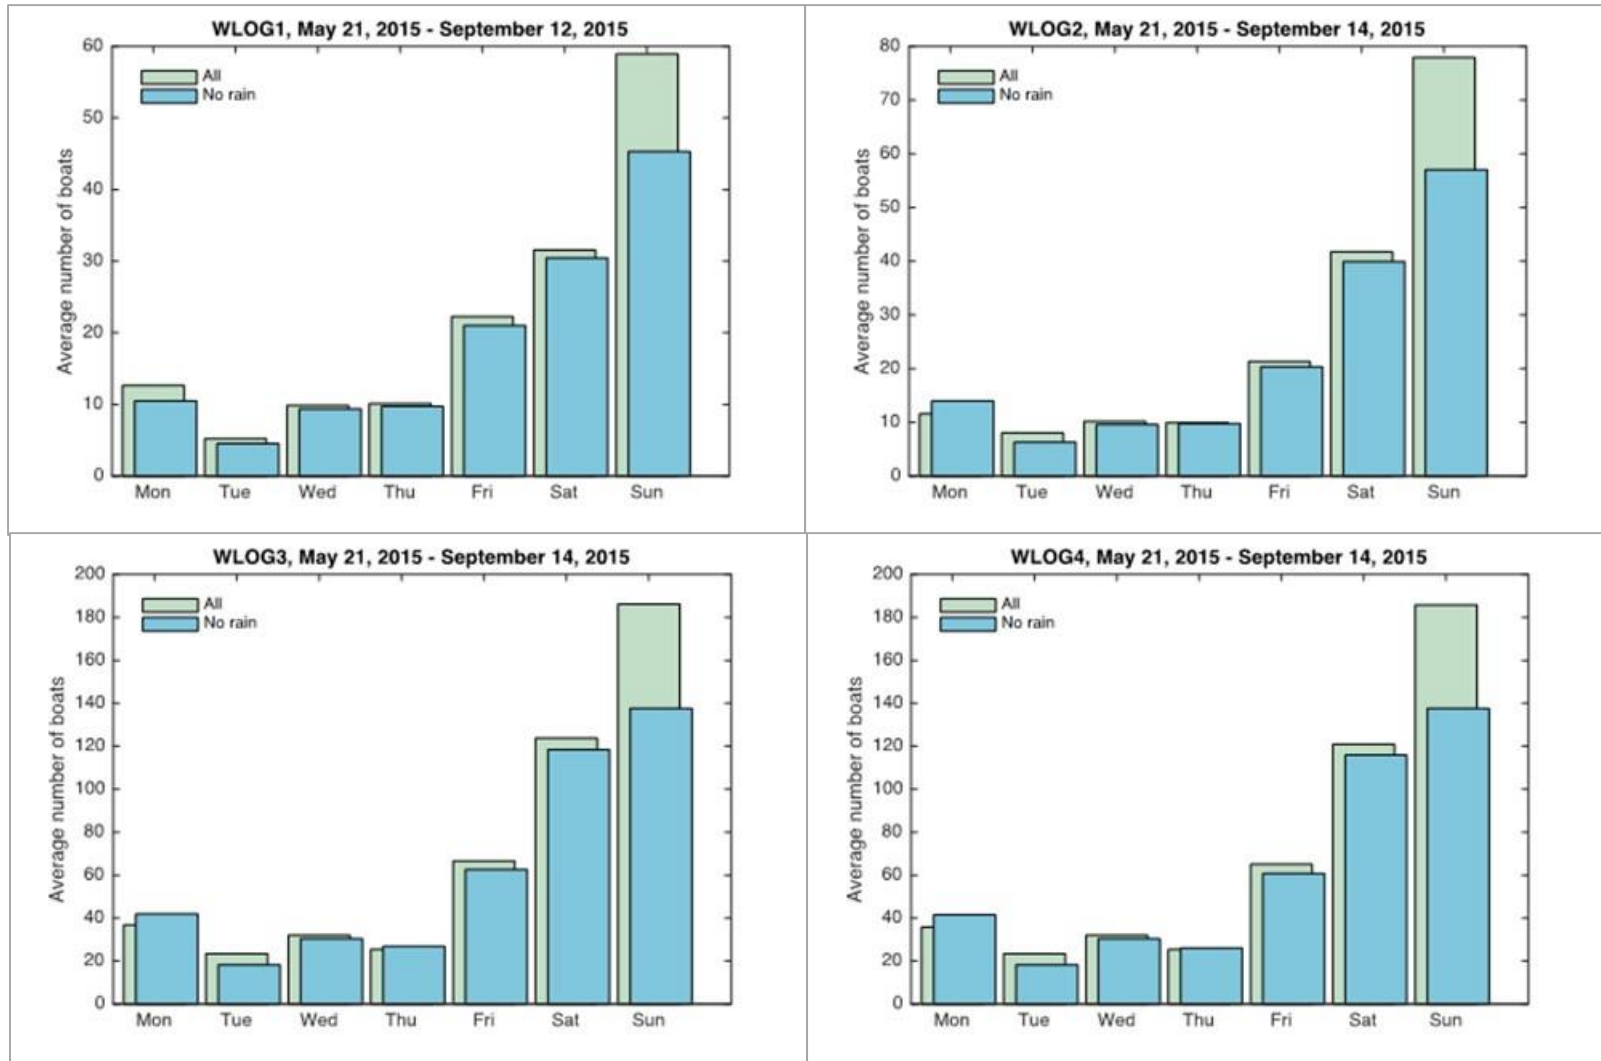 WLOG1, May 21, 2015 - September 12, 2015
60
50
40
30
20
10
0
Average number of boats
All
No rain
Mon Tue Wed Thu Fri Sat Sun
WLOG2, May 21, 2015 - September 14, 2015
80
70
60
50
40
30
20
10
0
Average number of boats
All
No rain
Mon Tue Wed Thu Fri Sat Sun
WLOG3, May 21, 2015 - September 14, 2015
200
180
160
140
120
100
80
60
40
20
0
Average number of boats
All
No rain
Mon Tue Wed Thu Fri Sat Sun
WLOG4, May 21, 2015 - September 14, 2015
200
180
160
140
120
100
80
60
40
20
0
Average number of boats
All
No rain
Mon Tue Wed Thu Fri Sat Sun